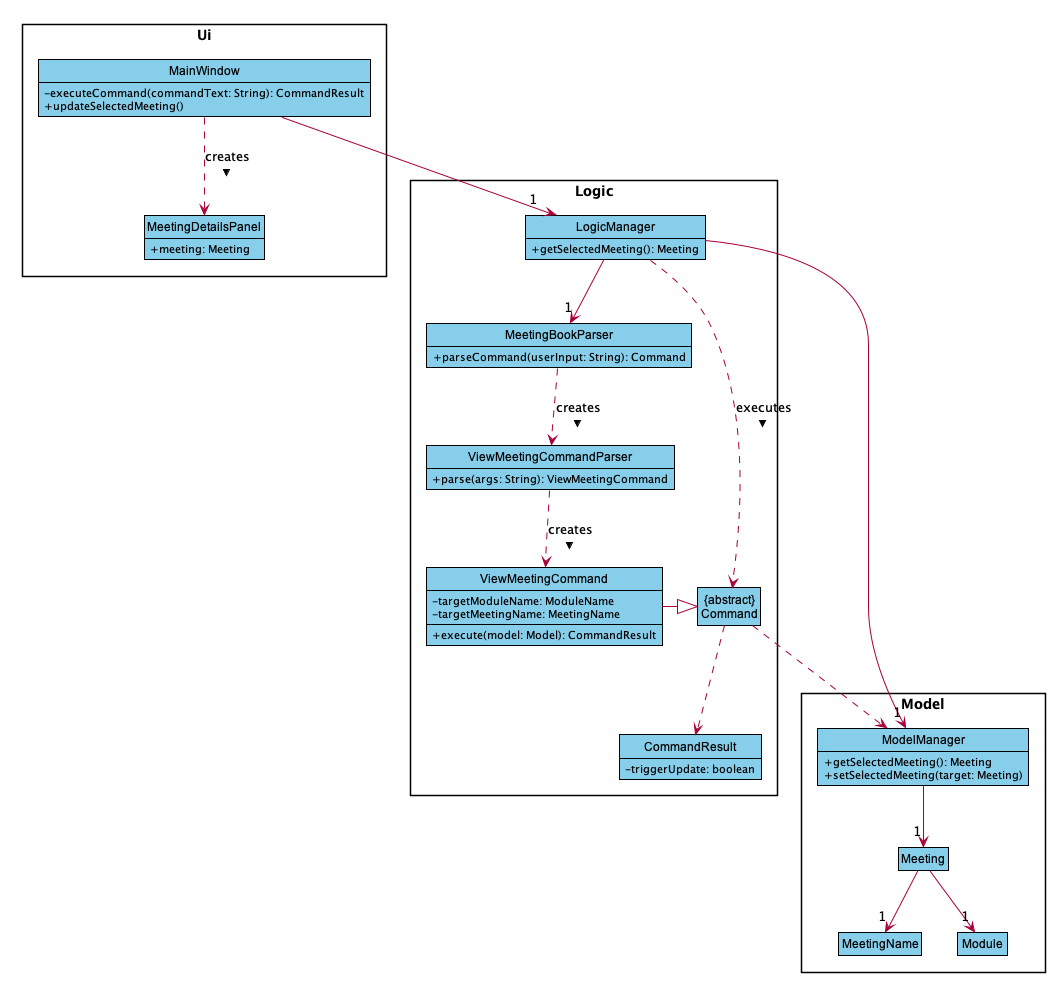 Ui
MainWindow
-executeCommand(commandText: String): CommandResult
+updateSelectedMeeting()
creates
MeetingDetailsPanel
+meeting: Meeting
Logic
1
LogicManager
+getSelectedMeeting(): Meeting
1
MeetingBookParser
+parseCommand(userInput: String): Command
creates
executes
ViewMeetingCommandParser
+parse(args: String): ViewMeetingCommand
creates
ViewMeetingCommand
-targetModuleName: ModuleName
-targetMeetingName: MeetingName
+execute(model: Model): CommandResult
{abstract}
Command
CommandResult
-triggerUpdate: boolean
Model
1
ModelManager
+getSelectedMeeting(): Meeting
+setSelectedMeeting(target: Meeting)
1
Meeting
1
1
MeetingName
Module